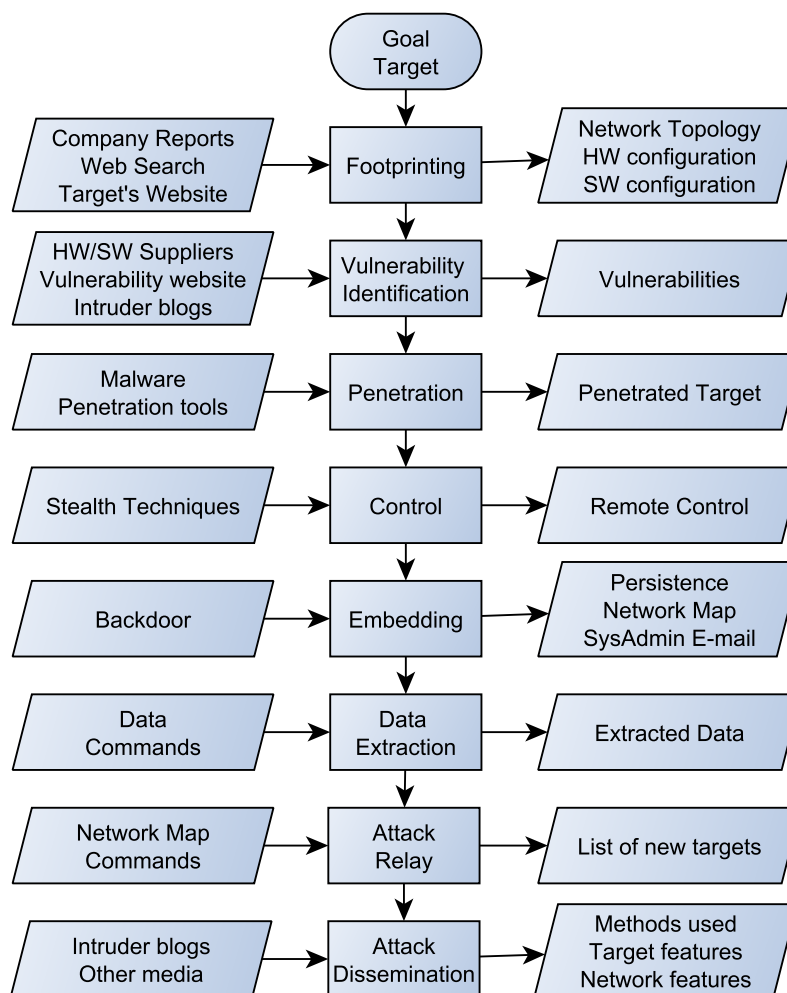 Goal
Target
Company Reports
Web Search
Target's Website
Footprinting
Network Topology
HW configuration
SW configuration
HW/SW Suppliers
Vulnerability website
Intruder blogs
Vulnerability
Identification
Vulnerabilities
Malware
Penetration tools
Penetration
Penetrated Target
Stealth Techniques
Control
Remote Control
Backdoor
Embedding
Persistence
Network Map
SysAdmin E-mail
Data
Commands
Data
Extraction
Extracted Data
Network Map
Commands
Attack
Relay
List of new targets
Intruder blogs
Other media
Attack
Dissemination
Methods used
Target features
Network features